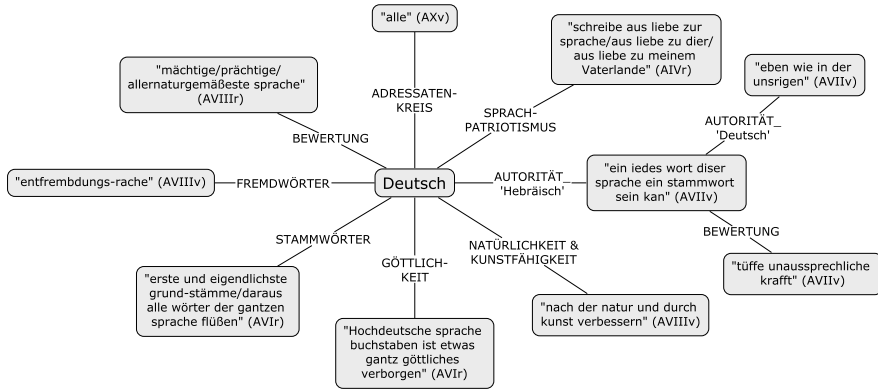 "alle" (AXv)
"schreibe aus liebe zur
sprache/aus liebe zu dier/
aus liebe zu meinem
Vaterlande" (AIVr)
"eben wie in der
unsrigen" (AVIIv)
"mächtige/prächtige/
allernaturgemäßeste sprache"
(AVIIIr)
ADRESSATEN-
KREIS
SPRACH-
PATRIOTISMUS
AUTORITÄT_
'Deutsch'
BEWERTUNG
"entfrembdungs-rache" (AVIIIv)
FREMDWÖRTER
Deutsch
AUTORITÄT_
'Hebräisch'
"ein iedes wort diser
sprache ein stammwort
sein kan" (AVIIv)
STAMMWÖRTER
GÖTTLICH-
KEIT
NATÜRLICHKEIT &
KUNSTFÄHIGKEIT
BEWERTUNG
"tüffe unaussprechliche
krafft" (AVIIv)
"erste und eigendlichste
grund-stämme/daraus
alle wörter der gantzen
sprache flüßen" (AVIr)
"Hochdeutsche sprache
buchstaben ist etwas
gantz göttliches
verborgen" (AVIr)
"nach der natur und durch
kunst verbessern" (AVIIIv)